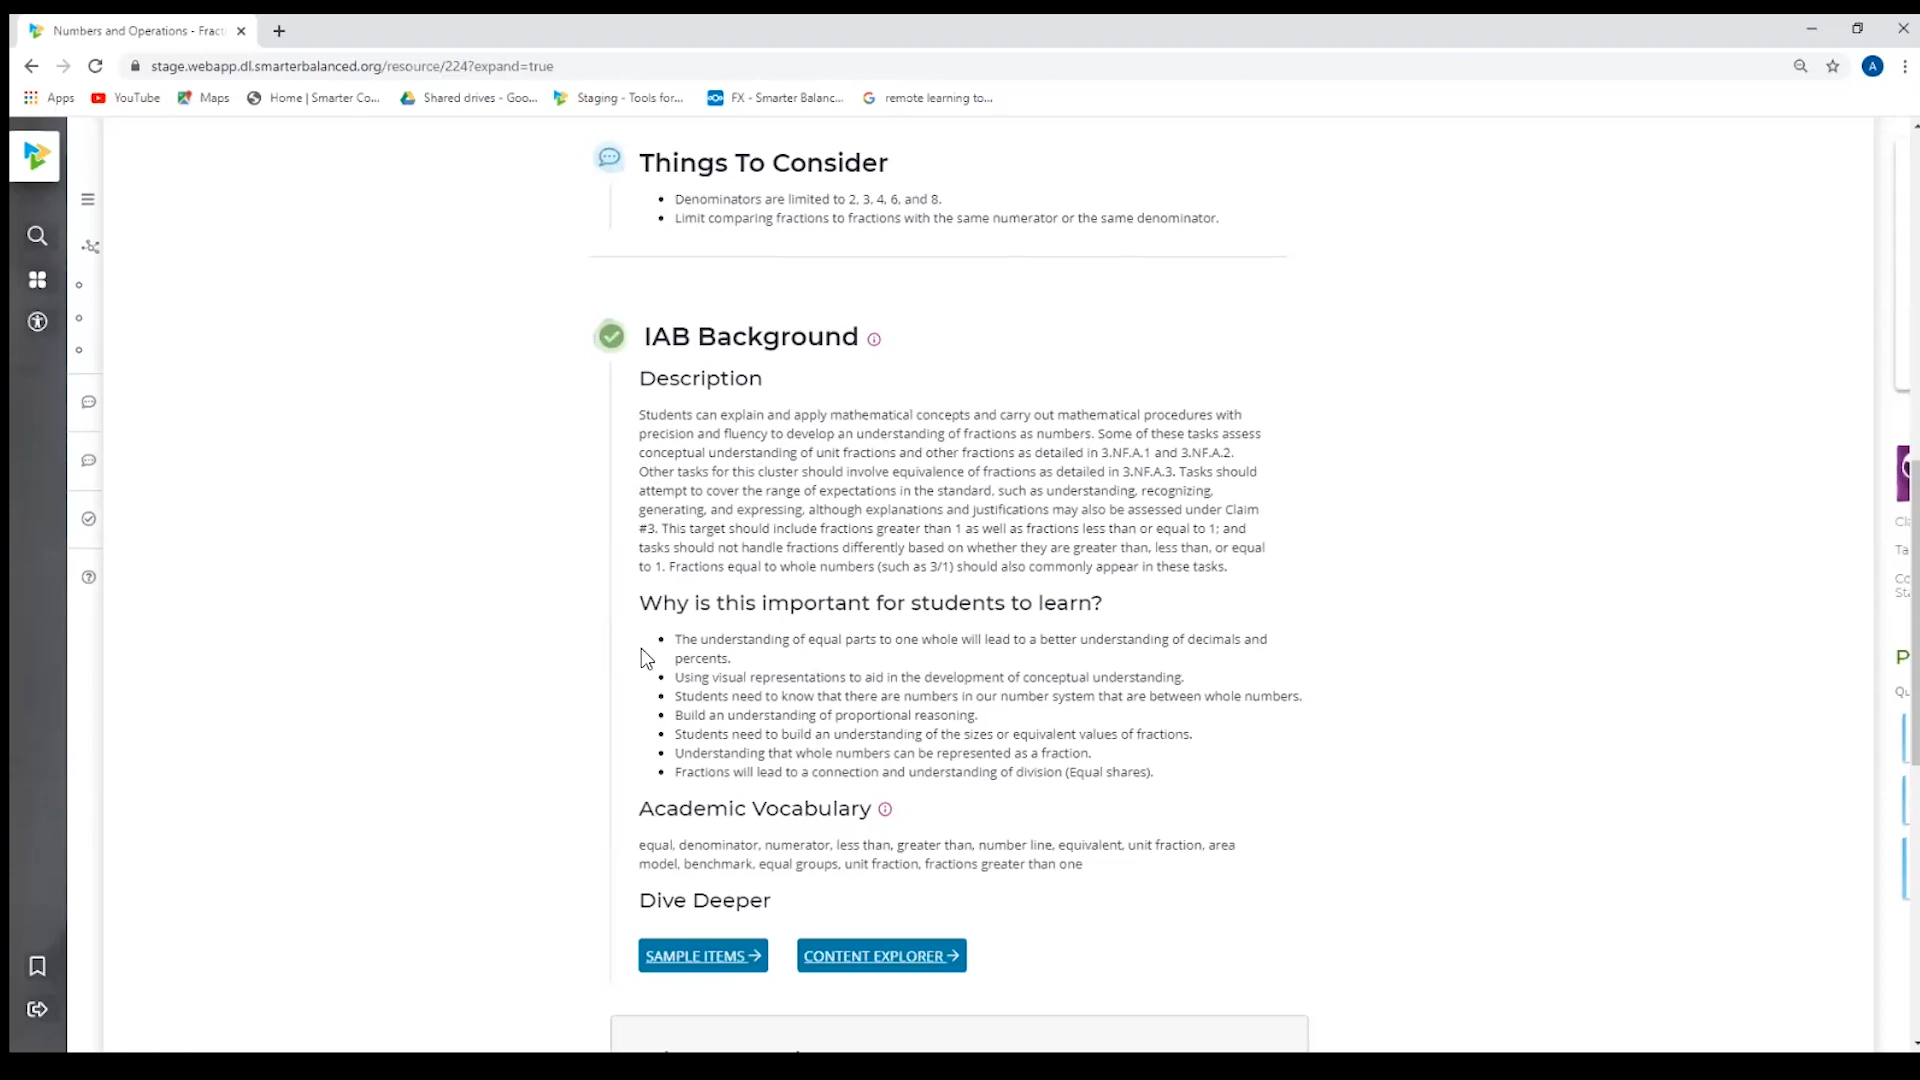 Numbers and Operations - Fract
stage.webapp.dl.smarterbalanced.org/resource/224?expand=true
A
Apps YouTube Maps Home | Smarter Co... Shared drives - Goo... Staging - Tools for... FX - Smarter Balanc... remote learning to...
Things To Consider
Denominators are limited to 2, 3, 4, 6, and 8.
Limit comparing fractions to fractions with the same numerator or the same denominator.
IAB Background
Description
Students can explain and apply mathematical concepts and carry out mathematical procedures with
precision and fluency to develop an understanding of fractions as numbers. Some of these tasks assess
conceptual understanding of unit fractions and other fractions as detailed in 3.NF.A.1 and 3.NF.A.2.
Other tasks for this cluster should involve equivalence of fractions as detailed in 3.NF.A.3. Tasks should
attempt to cover the range of expectations in the standard, such as understanding, recognizing,
generating, and expressing, although explanations and justifications may also be assessed under Claim
#3. This target should include fractions greater than 1 as well as fractions less than or equal to 1; and
tasks should not handle fractions differently based on whether they are greater than, less than, or equal
to 1. Fractions equal to whole numbers (such as 3/1) should also commonly appear in these tasks.
Why is this important for students to learn?
The understanding of equal parts to one whole will lead to a better understanding of decimals and
percents.
Using visual representations to aid in the development of conceptual understanding.
Students need to know that there are numbers in our number system that are between whole numbers.
Build an understanding of proportional reasoning.
Students need to build an understanding of the sizes or equivalent values of fractions.
Understanding that whole numbers can be represented as a fraction.
Fractions will lead to a connection and understanding of division (Equal shares).
Academic Vocabulary
equal, denominator, numerator, less than, greater than, number line, equivalent, unit fraction, area
model, benchmark, equal groups, unit fraction, fractions greater than one
Dive Deeper
SAMPLE ITEMS → CONTENT EXPLORER →